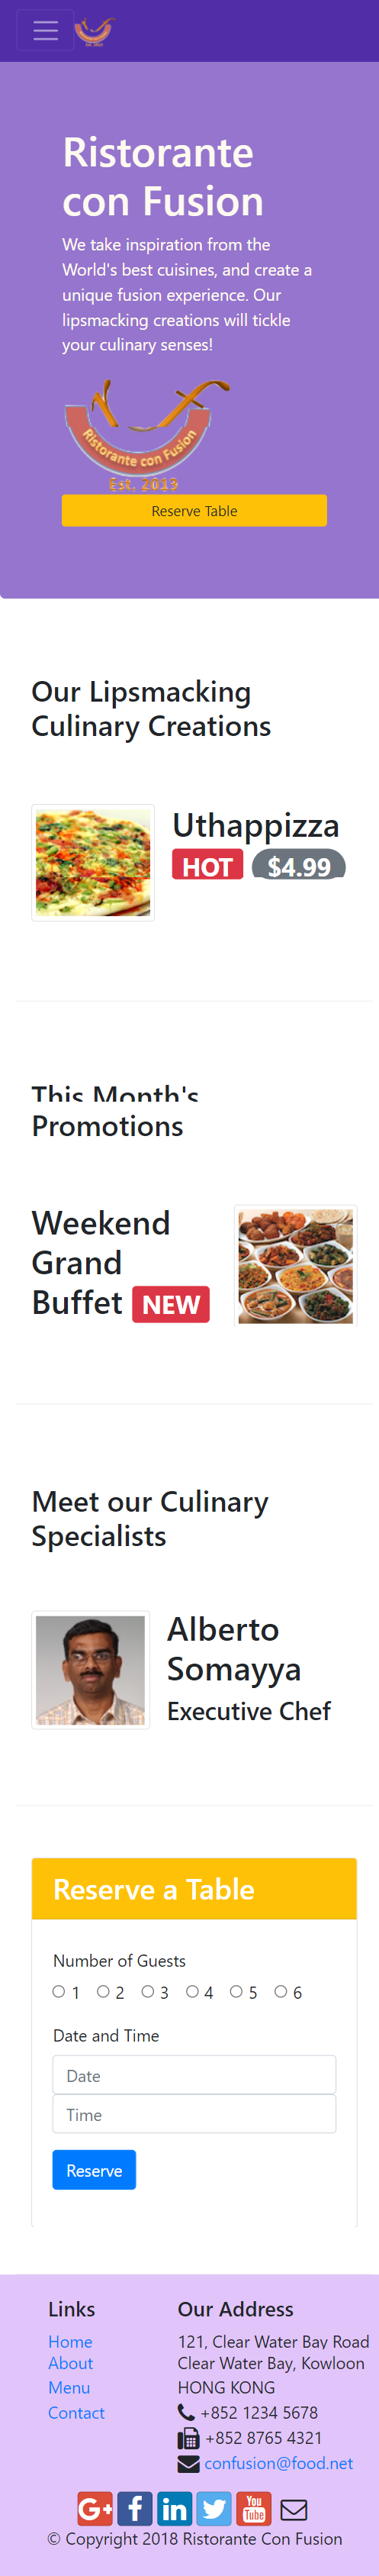 Est. 2013
Ristorante
con Fusion
We take inspiration from the
World's best cuisines, and create a
unique fusion experience. Our
lipsmacking creations will tickle
your culinary senses!
Ristorante con Fusion
Est. 2013
Reserve Table
Our Lipsmacking
Culinary Creations
Uthappizza
HOT $4.99
This Month's
Promotions
Weekend
Grand
Buffet NEW
Meet our Culinary
Specialists
Alberto
Somayya
Executive Chef
Reserve a Table
Number of Guests
1 2 3 4 5 6
Date and Time
Date
Time
Reserve
Links
Home
About
Menu
Contact
Our Address
121, Clear Water Bay Road
Clear Water Bay, Kowloon
HONG KONG
+852 1234 5678
+852 8765 4321
confusion@food.net
G+ f in You Tube
© Copyright 2018 Ristorante Con Fusion